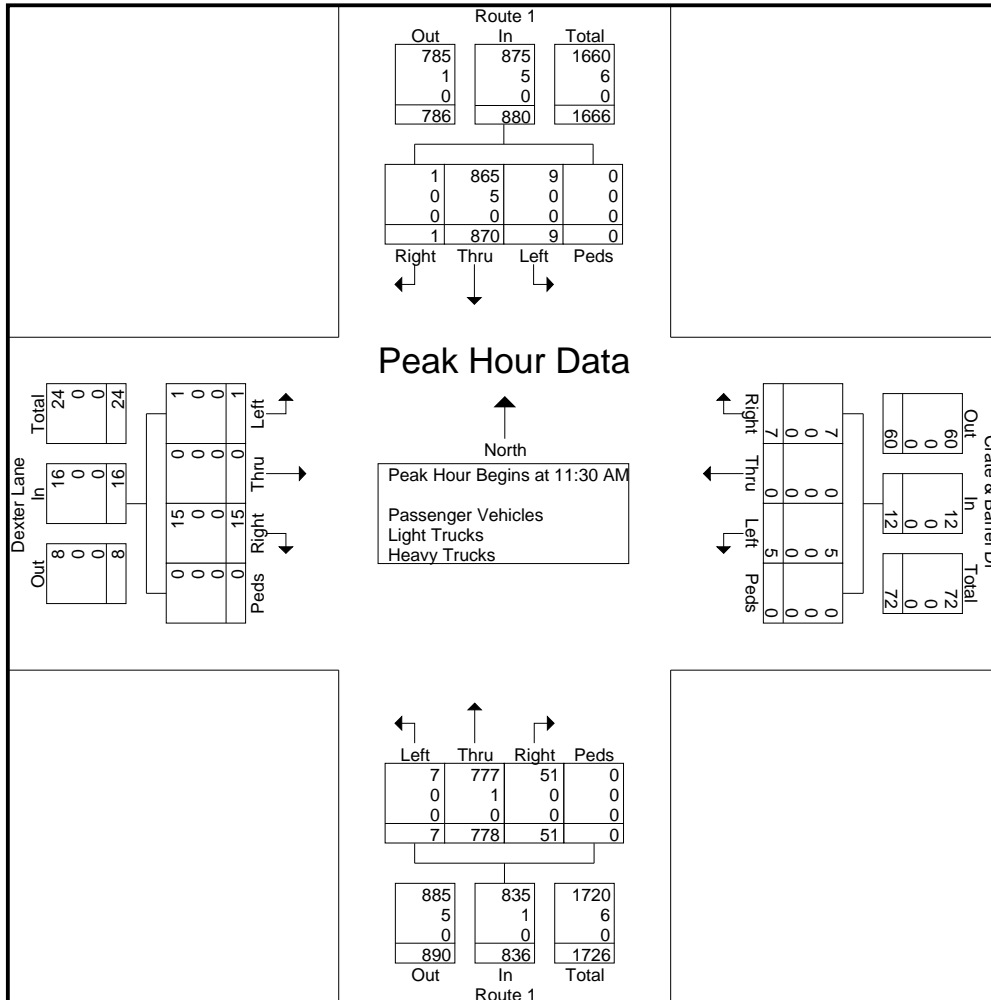 Route 1
Out In Total
785 875 1660
1 5 6
0 0 0
786 880 1666
1 865 9 0
0 5 0 0
0 0 0 0
1 870 9 0
Right Thru Left Peds
Peak Hour Data
North
Peak Hour Begins at 11:30 AM
Passenger Vehicles
Light Trucks
Heavy Trucks
Dexter Lane
Total In Out
24 16 8
0 0 0
0 0 0
24 16 8
1 0 15 0
0 0 0 0
0 0 0 0
1 0 15 0
Left Thru Right Peds
Right Thru Left Peds
7 0 5 0
0 0 0 0
0 0 0 0
7 0 5 0
60 12 72
0 0 0
0 0 0
60 12 72
Out In Total
Crate & Barrel Dr
Left Thru Right Peds
7 777 51 0
0 1 0 0
0 0 0 0
7 778 51 0
885 835 1720
5 1 6
0 0 0
890 836 1726
Out In Total
Route 1